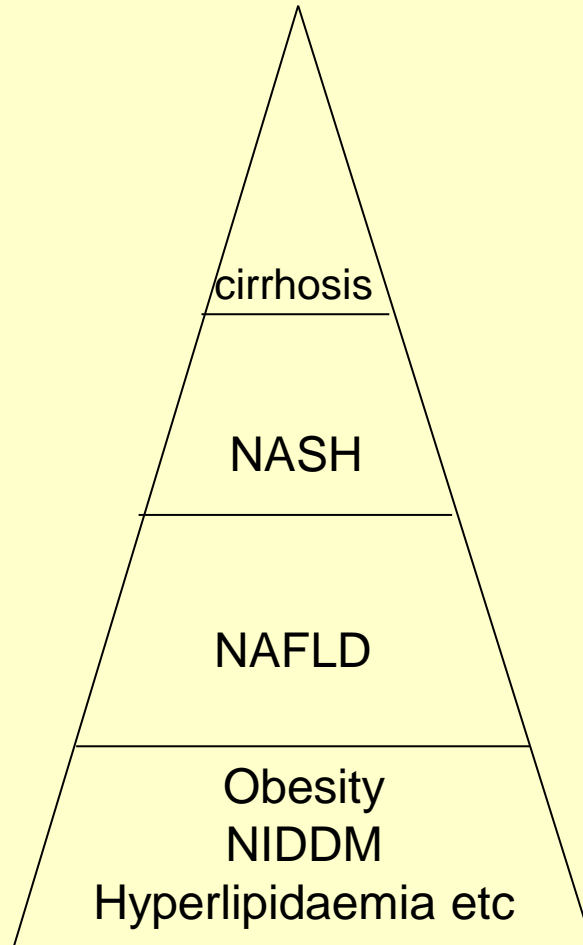 cirrhosis
NASH
NAFLD
Obesity
NIDDM
Hyperlipidaemia etc